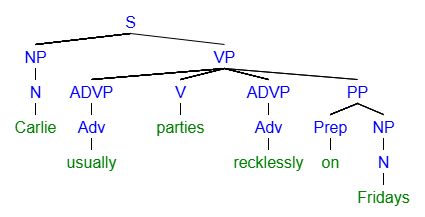 S
NP VP
N ADVP V ADVP PP
Carlie Adv parties Adv Prep NP
usually recklessly on N
Fridays